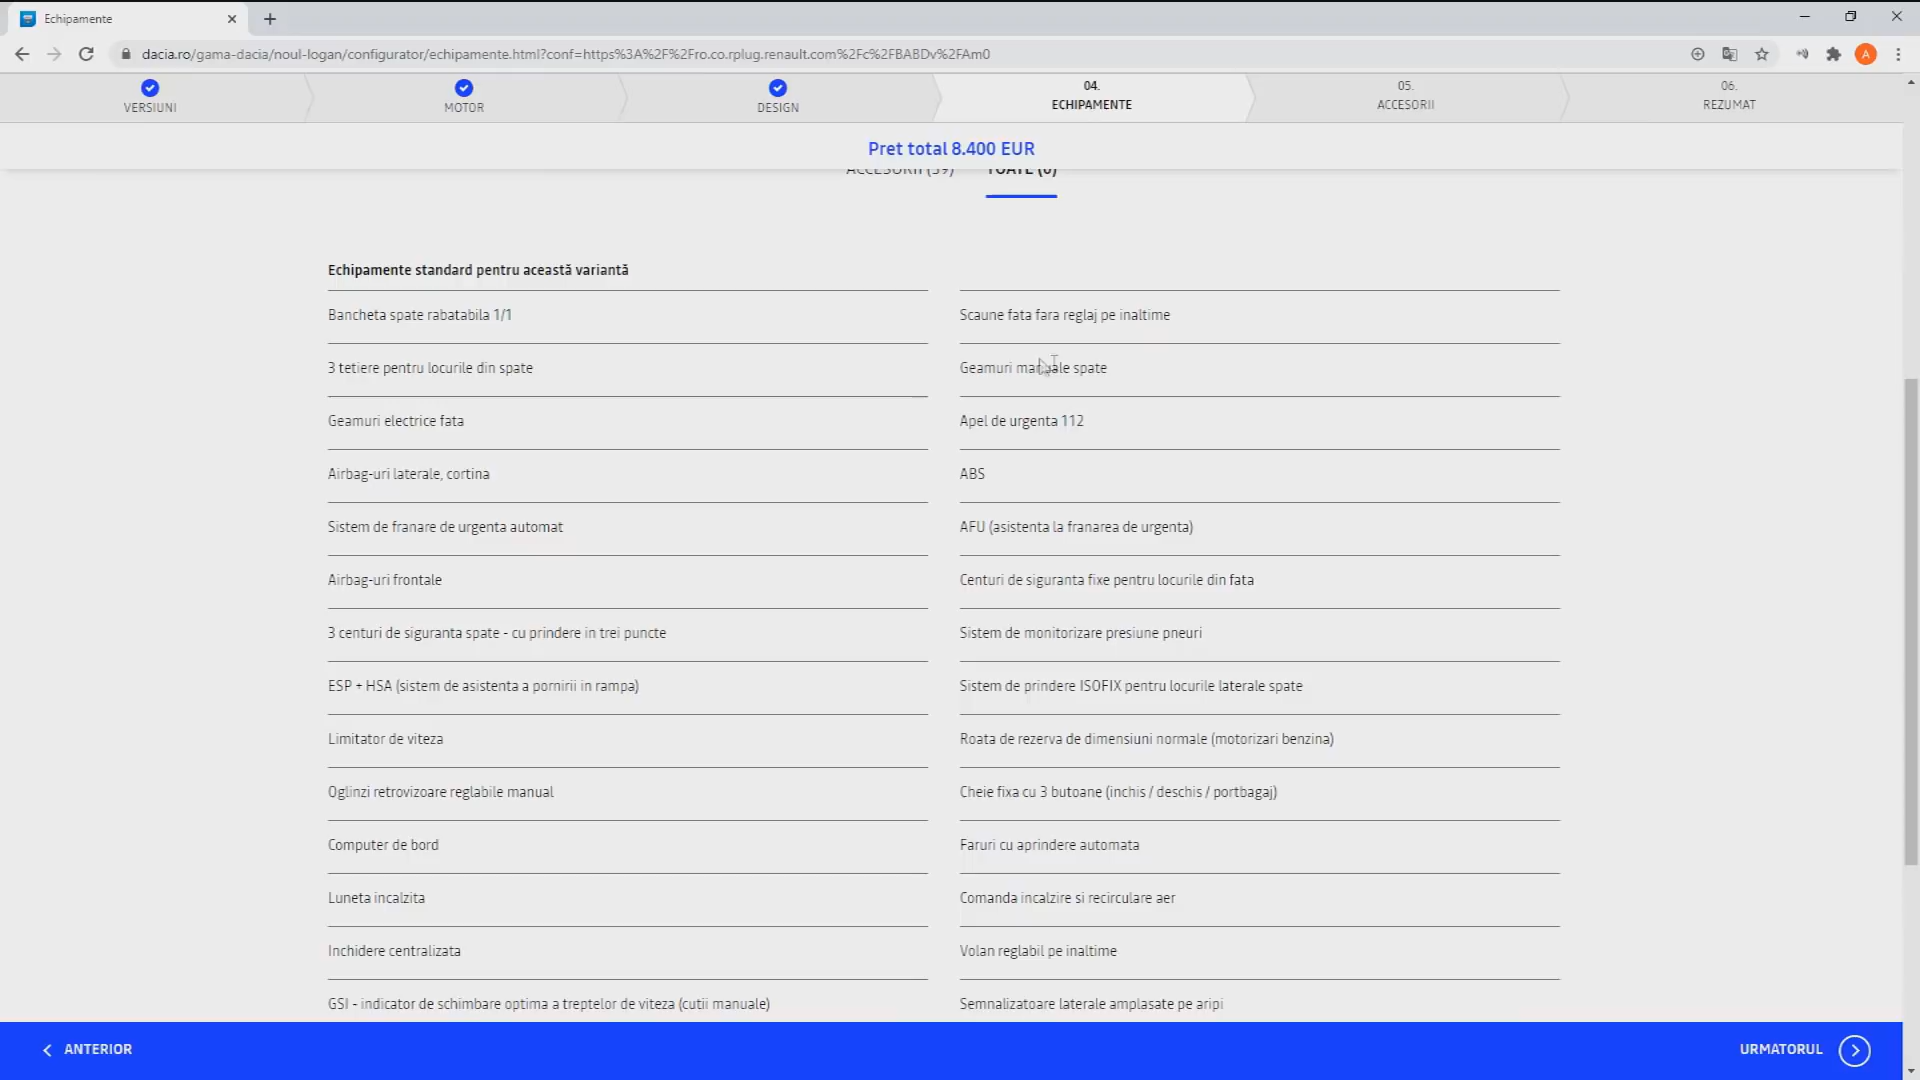 Echipamente
dacia.ro/gama-dacia/noul-logan/configurator/echipamente.html?conf=https%3A%2F%2Fro.co.rplug.renault.com%2Fc%2FBABDv%2FAm0
A
VERSIUNI
MOTOR
DESIGN
04.
ECHIPAMENTE
05.
ACCESORII
06.
REZUMAT
Pret total 8.400 EUR
ACCESORII (39)
TOATE (0)
Echipamente standard pentru această variantă
Bancheta spate rabatabila 1/1
Scaune fata fara reglaj pe inaltime
3 tetiere pentru locurile din spate
Geamuri manuale spate
Geamuri electrice fata
Apel de urgenta 112
Airbag-uri laterale, cortina
ABS
Sistem de franare de urgenta automat
AFU (asistenta la franarea de urgenta)
Airbag-uri frontale
Centuri de siguranta fixe pentru locurile din fata
3 centuri de siguranta spate - cu prindere in trei puncte
Sistem de monitorizare presiune pneuri
ESP + HSA (sistem de asistenta a pornirii in rampa)
Sistem de prindere ISOFIX pentru locurile laterale spate
Limitator de viteza
Roata de rezerva de dimensiuni normale (motorizari benzina)
Oglinzi retrovizoare reglabile manual
Cheie fixa cu 3 butoane (inchis / deschis / portbagaj)
Computer de bord
Faruri cu aprindere automata
Luneta incalzita
Comanda incalzire si recirculare aer
Inchidere centralizata
Volan reglabil pe inaltime
GSI - indicator de schimbare optima a treptelor de viteza (cutii manuale)
Semnalizatoare laterale amplasate pe aripi
ANTERIOR
URMATORUL